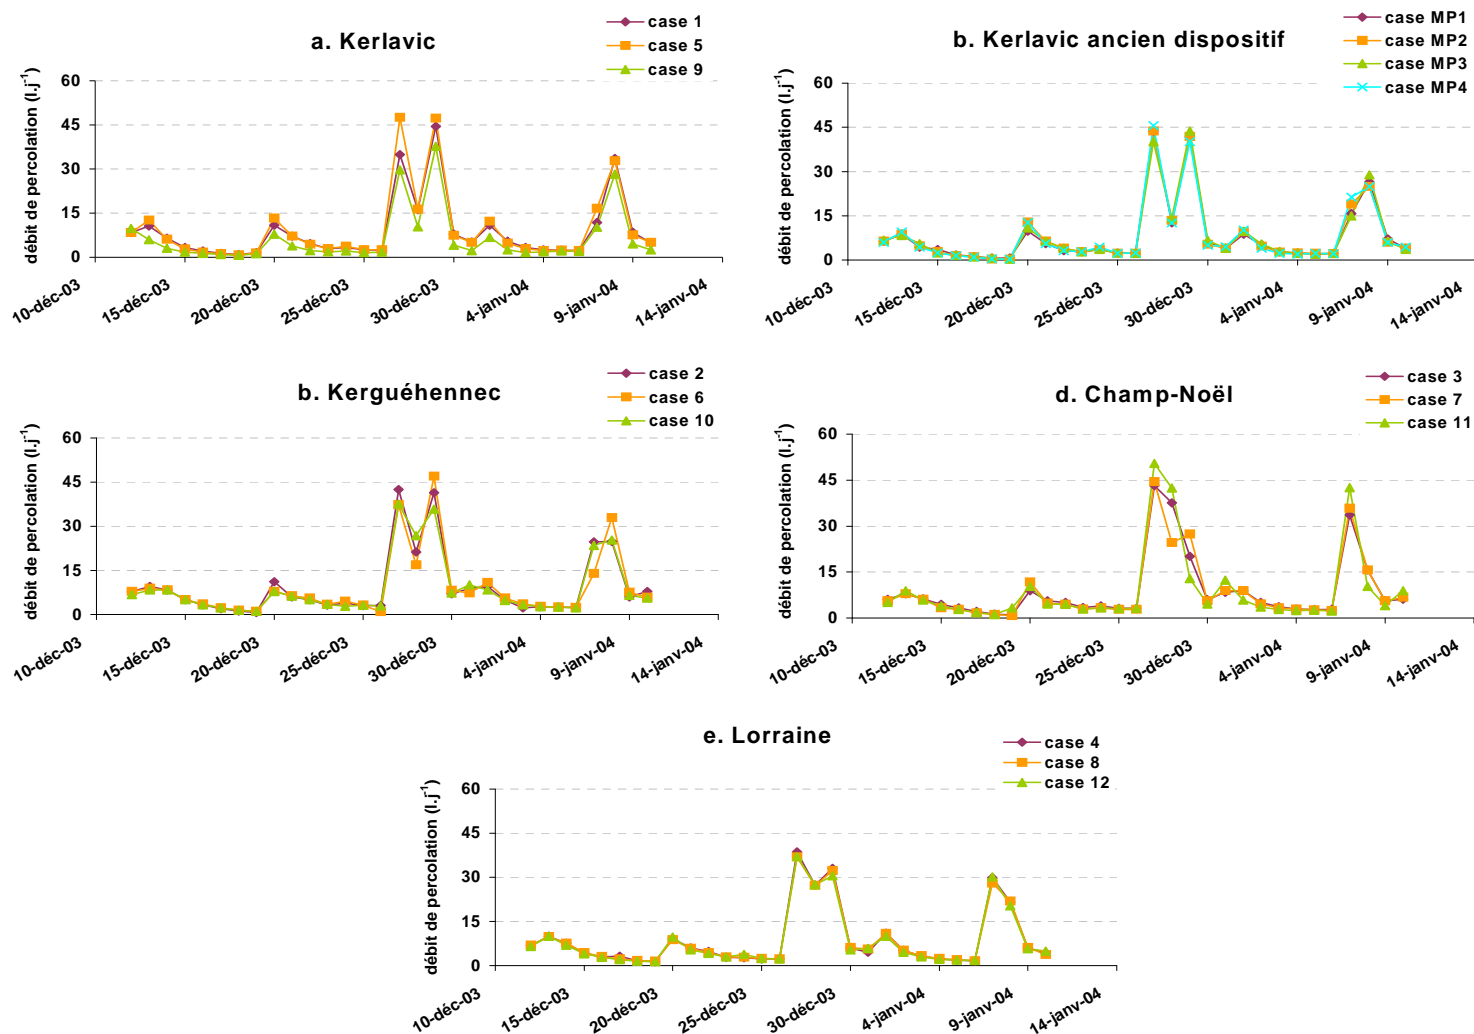 a. Kerlavic
case 1
case 5
case 9
débit de percolation (l.j⁻¹)
60
45
30
15
0
10-déc-03
15-déc-03
20-déc-03
25-déc-03
30-déc-03
4-janv-04
9-janv-04
14-janv-04
b. Kerlavic ancien dispositif
case MP1
case MP2
case MP3
case MP4
débit de percolation (l.j⁻¹)
60
45
30
15
0
10-déc-03
15-déc-03
20-déc-03
25-déc-03
30-déc-03
4-janv-04
9-janv-04
14-janv-04
b. Kerguéhennec
case 2
case 6
case 10
débit de percolation (l.j⁻¹)
60
45
30
15
0
10-déc-03
15-déc-03
20-déc-03
25-déc-03
30-déc-03
4-janv-04
9-janv-04
14-janv-04
d. Champ-Noël
case 3
case 7
case 11
débit de percolation (l.j⁻¹)
60
45
30
15
0
10-déc-03
15-déc-03
20-déc-03
25-déc-03
30-déc-03
4-janv-04
9-janv-04
14-janv-04
e. Lorraine
case 4
case 8
case 12
débit de percolation (l.j⁻¹)
60
45
30
15
0
10-déc-03
15-déc-03
20-déc-03
25-déc-03
30-déc-03
4-janv-04
9-janv-04
14-janv-04